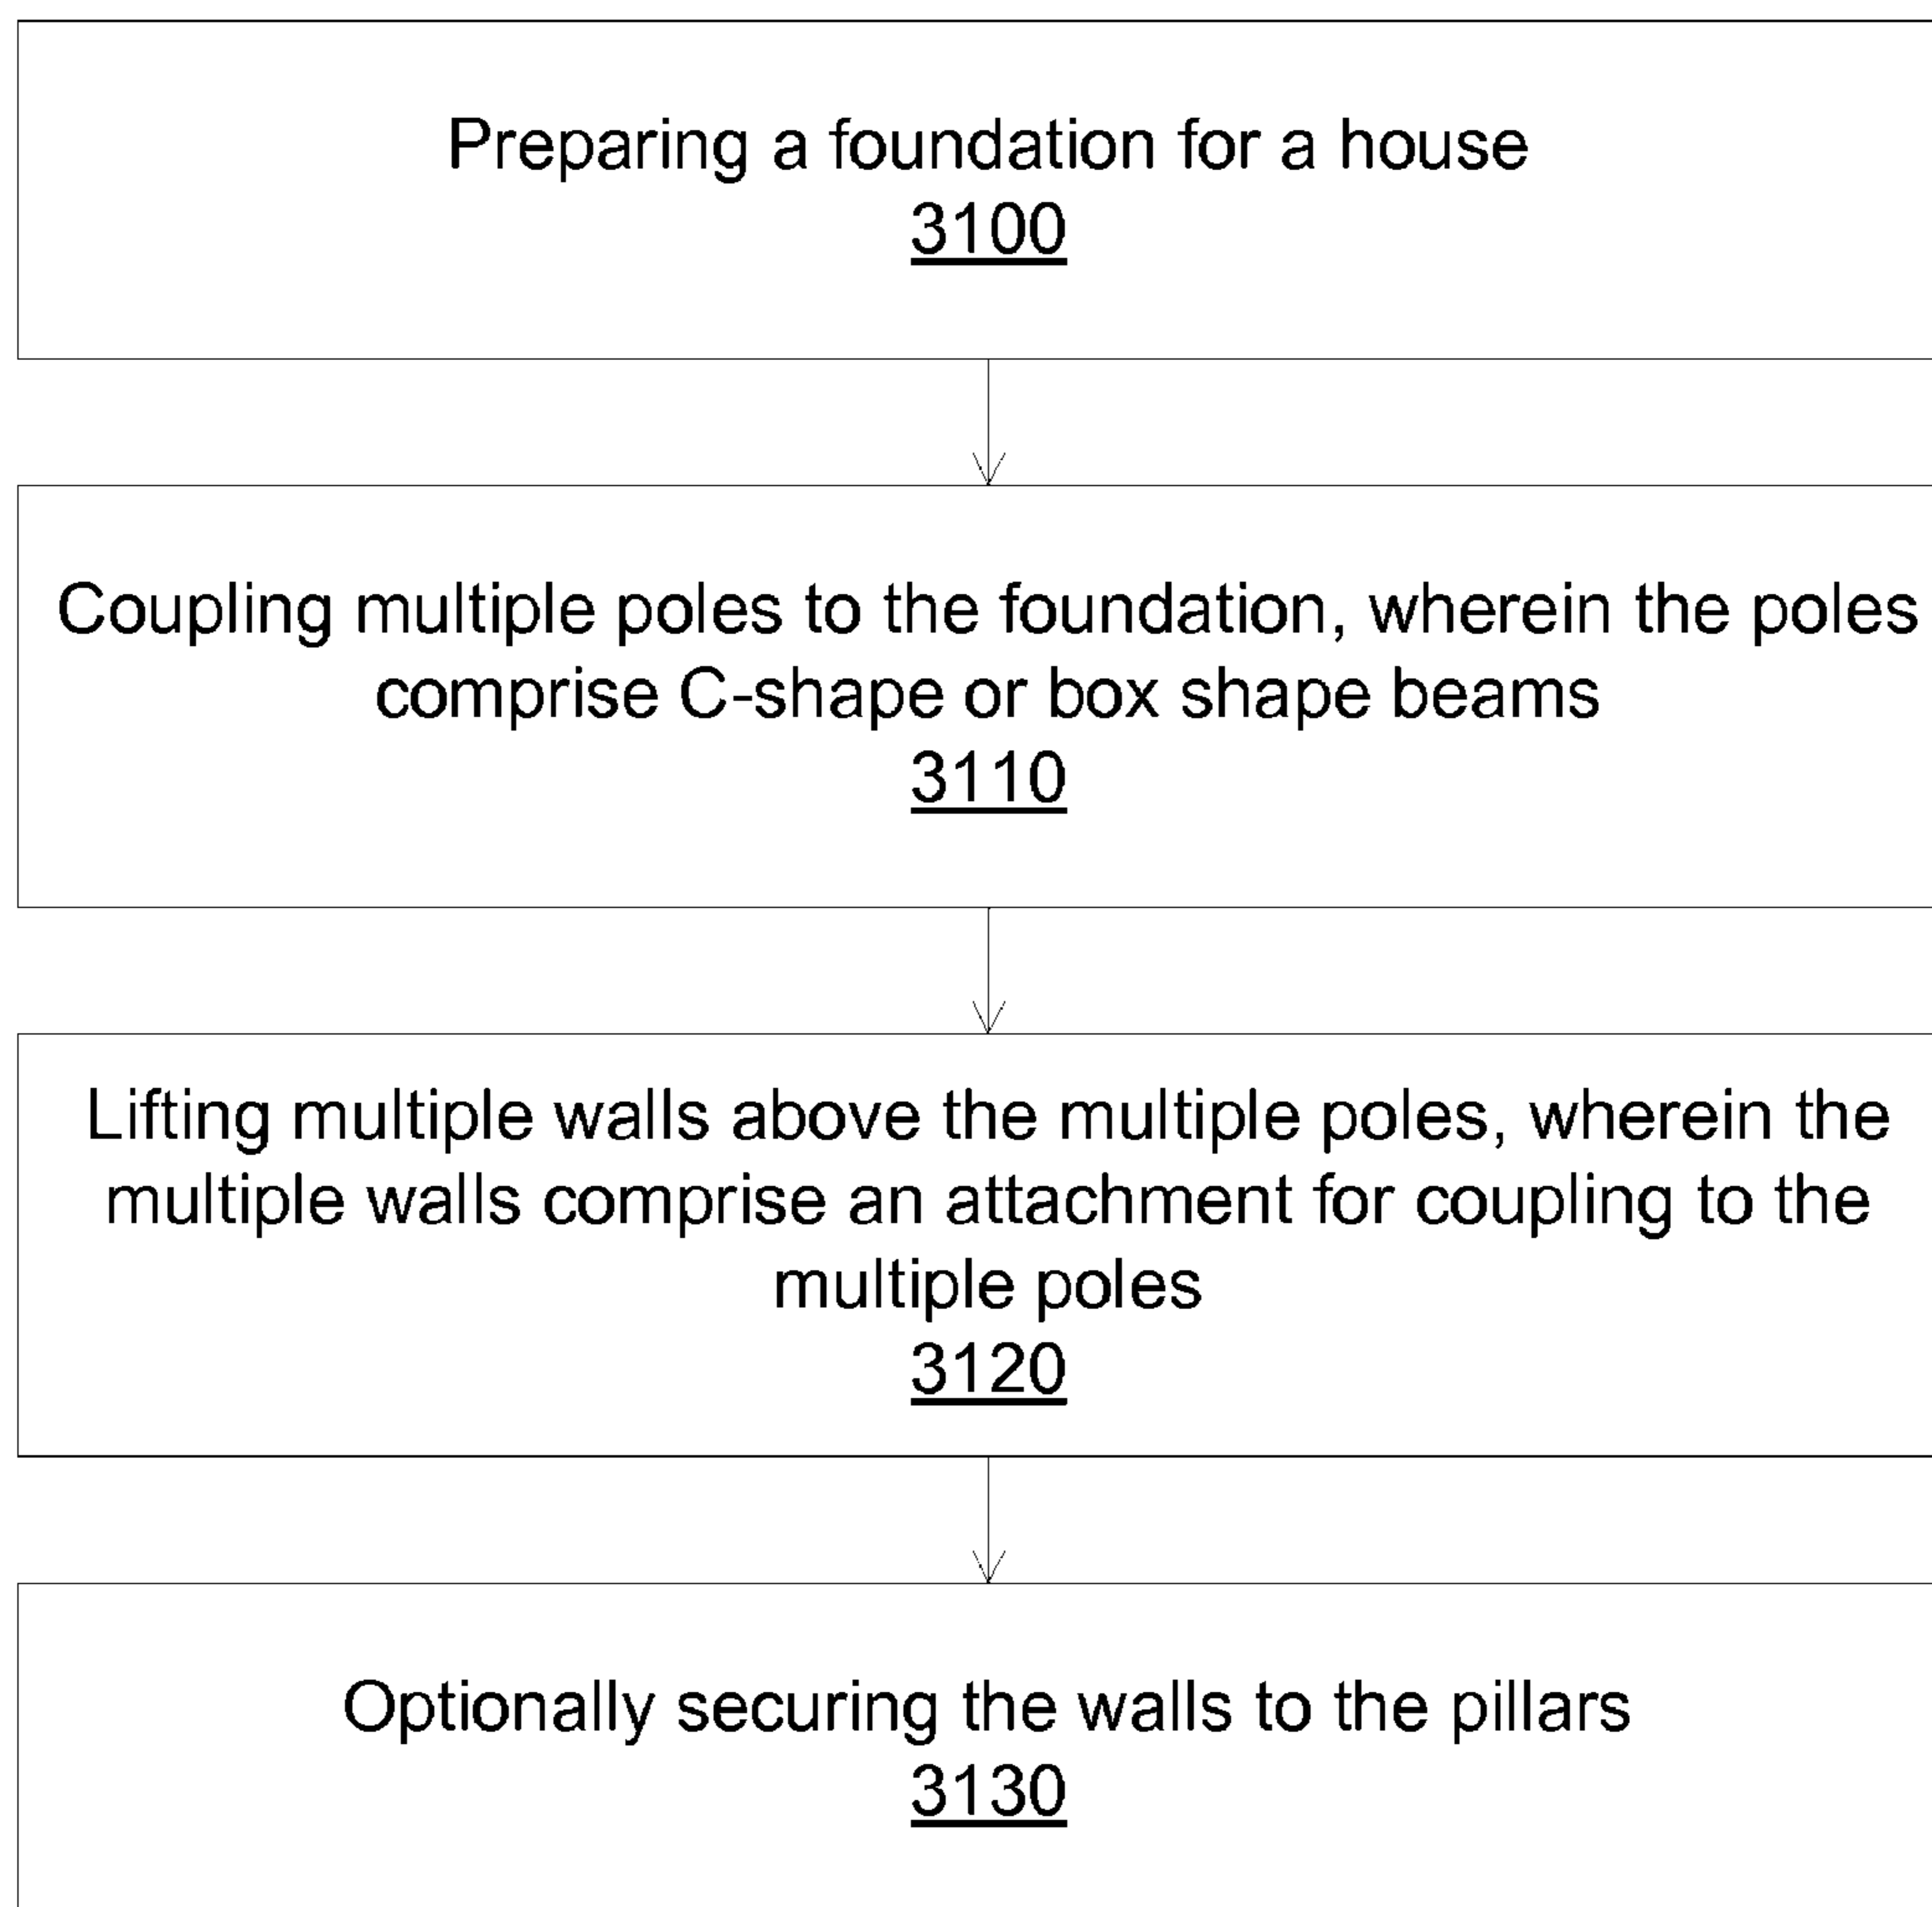 Preparing a foundation for a house
3100
Coupling multiple poles to the foundation, wherein the poles
comprise C-shape or box shape beams
3110
Lifting multiple walls above the multiple poles, wherein the
multiple walls comprise an attachment for coupling to the
multiple poles
3120
Optionally securing the walls to the pillars
3130